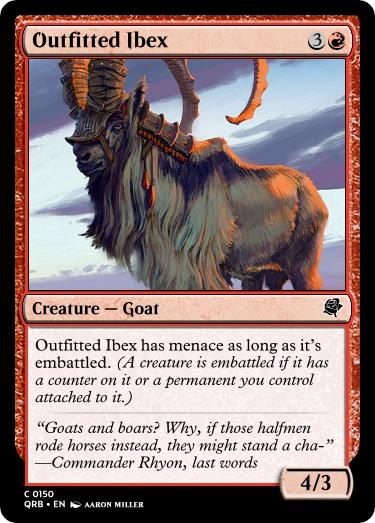 Outfitted Ibex 3
Creature — Goat
Outfitted Ibex has menace as long as it's
embattled. (A creature is embattled if it has
a counter on it or a permanent you control
attached to it.)
“Goats and boars? Why, if those halfmen
rode horses instead, they might stand a cha-”
—Commander Rhyon, last words
4/3
C 0150
QRB • EN AARON MILLER